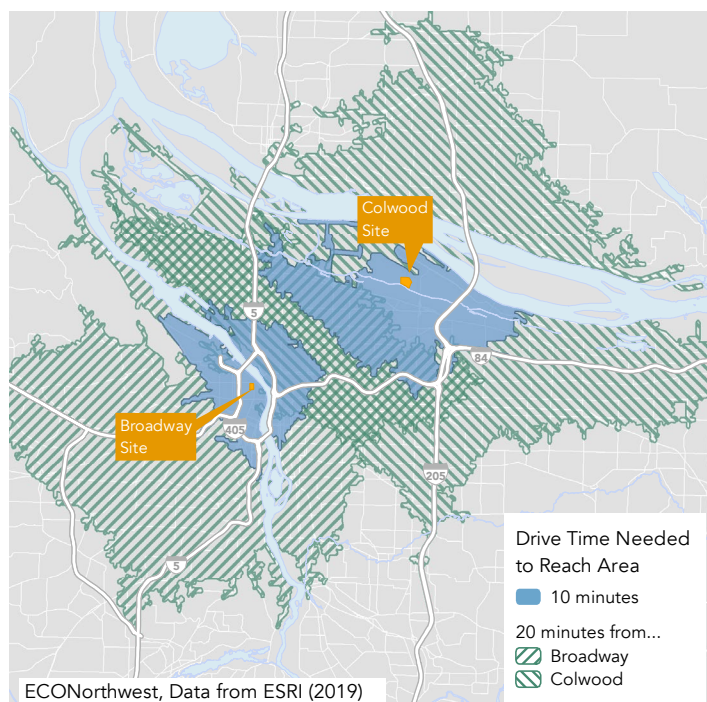 Colwood
Site
5
84
Broadway
Site
405
205
5
Drive Time Needed
to Reach Area
10 minutes
20 minutes from...
Broadway
Colwood
ECONorthwest, Data from ESRI (2019)